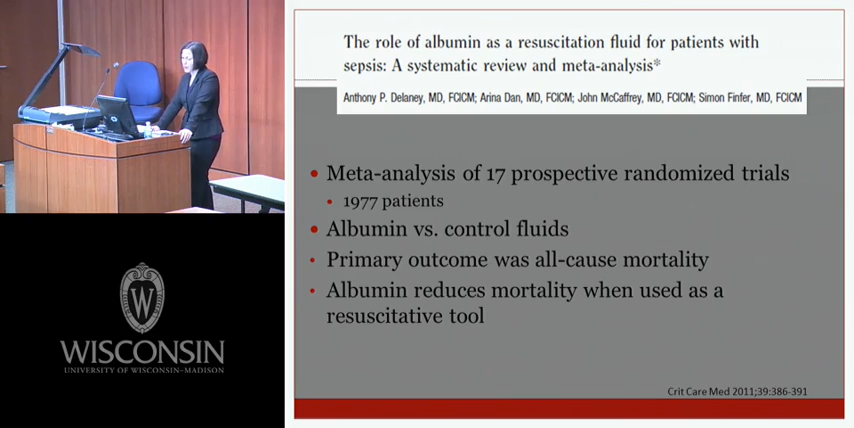 The role of albumin as a resuscitation fluid for patients with
sepsis: A systematic review and meta-analysis*
Anthony P. Delaney, MD, FCICM; Arina Dan, MD, FCICM; John McCaffrey, MD, FCICM; Simon Finfer, MD, FCICM
• Meta-analysis of 17 prospective randomized trials
• 1977 patients
• Albumin vs. control fluids
• Primary outcome was all-cause mortality
• Albumin reduces mortality when used as a
resuscitative tool
Crit Care Med 2011;39:386-391
W
WISCONSIN
UNIVERSITY OF WISCONSIN–MADISON